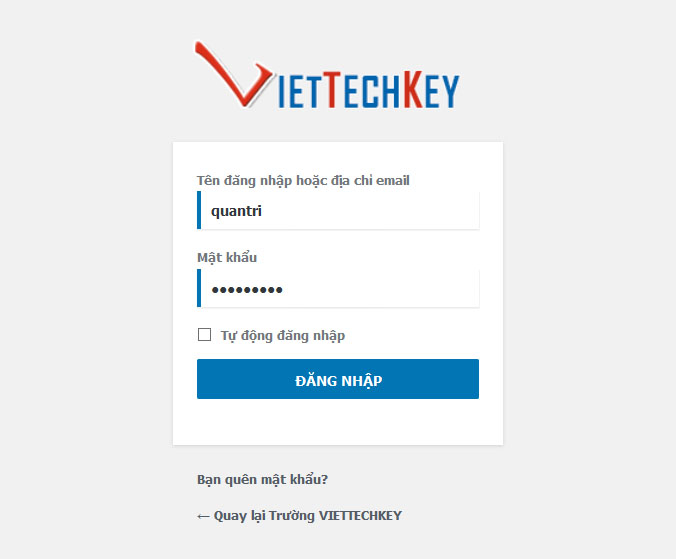 VIETTECHKEY
Tên đăng nhập hoặc địa chỉ email
quantri
Mật khẩu
•••••••••
Tự động đăng nhập
ĐĂNG NHẬP
Bạn quên mật khẩu?
← Quay lại Trường VIETTECHKEY